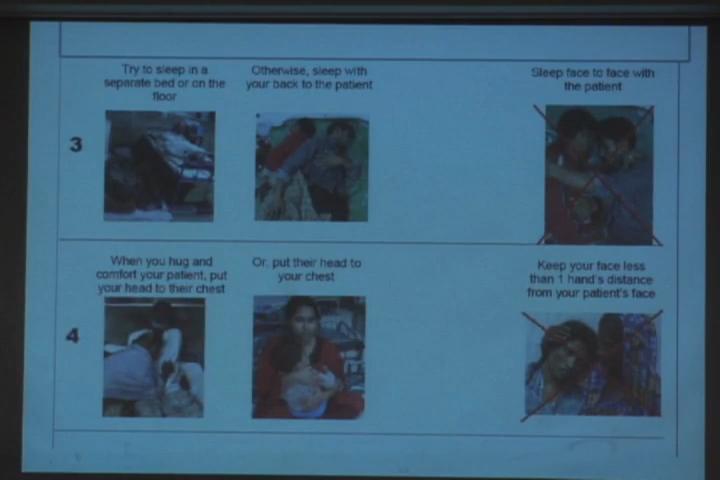 Try to sleep in a
separate bed or on the
floor
Otherwise, sleep with
your back to the patient
Sleep face to face with
the patient
3
When you hug and
comfort your patient, put
your head to their chest
Or, put their head to
your chest
Keep your face less
than 1 hand's distance
from your patient's face
4